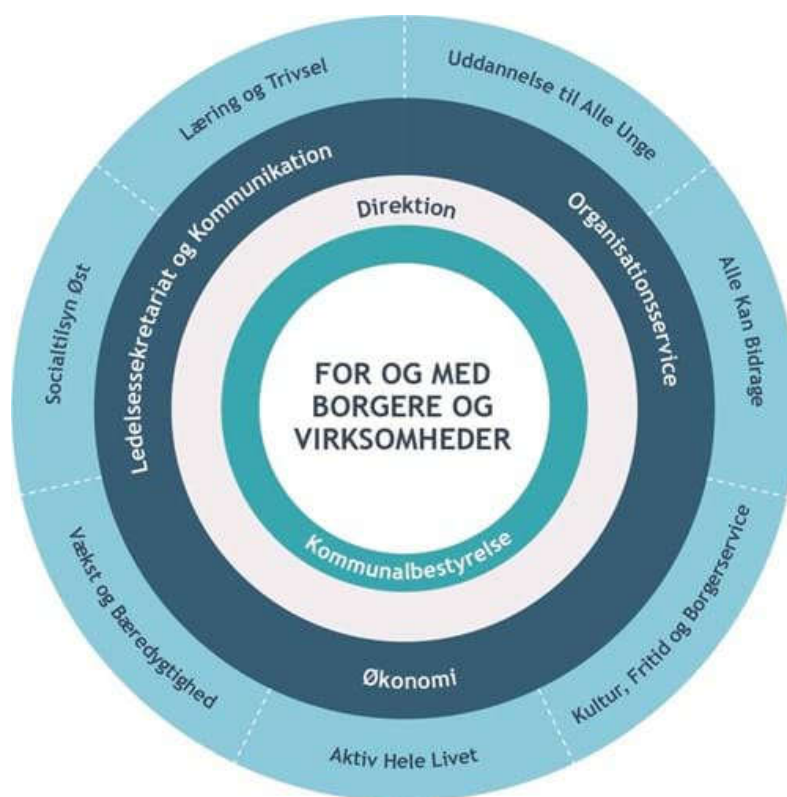 Læring og Trivsel
Uddannelse til Alle Unge
Alle Kan Bidrage
Kultur, Fritid og Borgerservice
Aktiv Hele Livet
Vækst og Bæredygtighed
Socialtilsyn Øst
Ledelsessekretariat og Kommunikation
Organisationsservice
Økonomi
Direktion
Kommunalbestyrelse
FOR OG MED
BORGERE OG
VIRKSOMHEDER